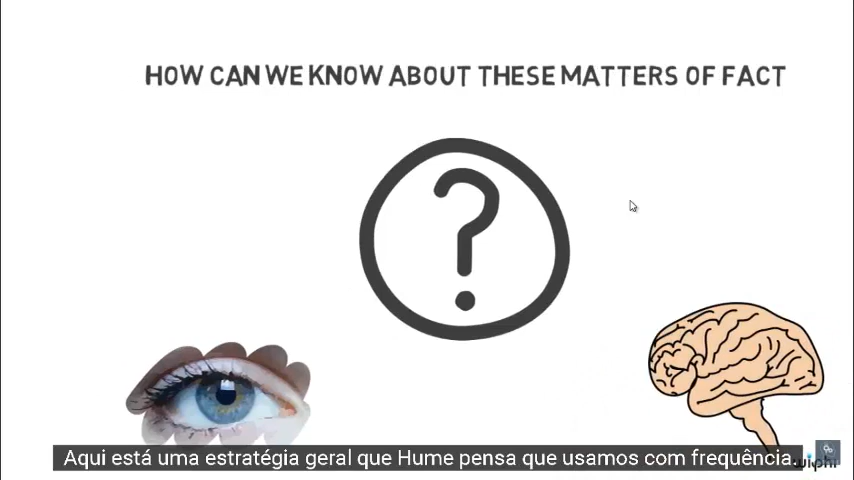 HOW CAN WE KNOW ABOUT THESE MATTERS OF FACT
?
Aqui está uma estratégia geral que Hume pensa que usamos com frequência.
wiphi